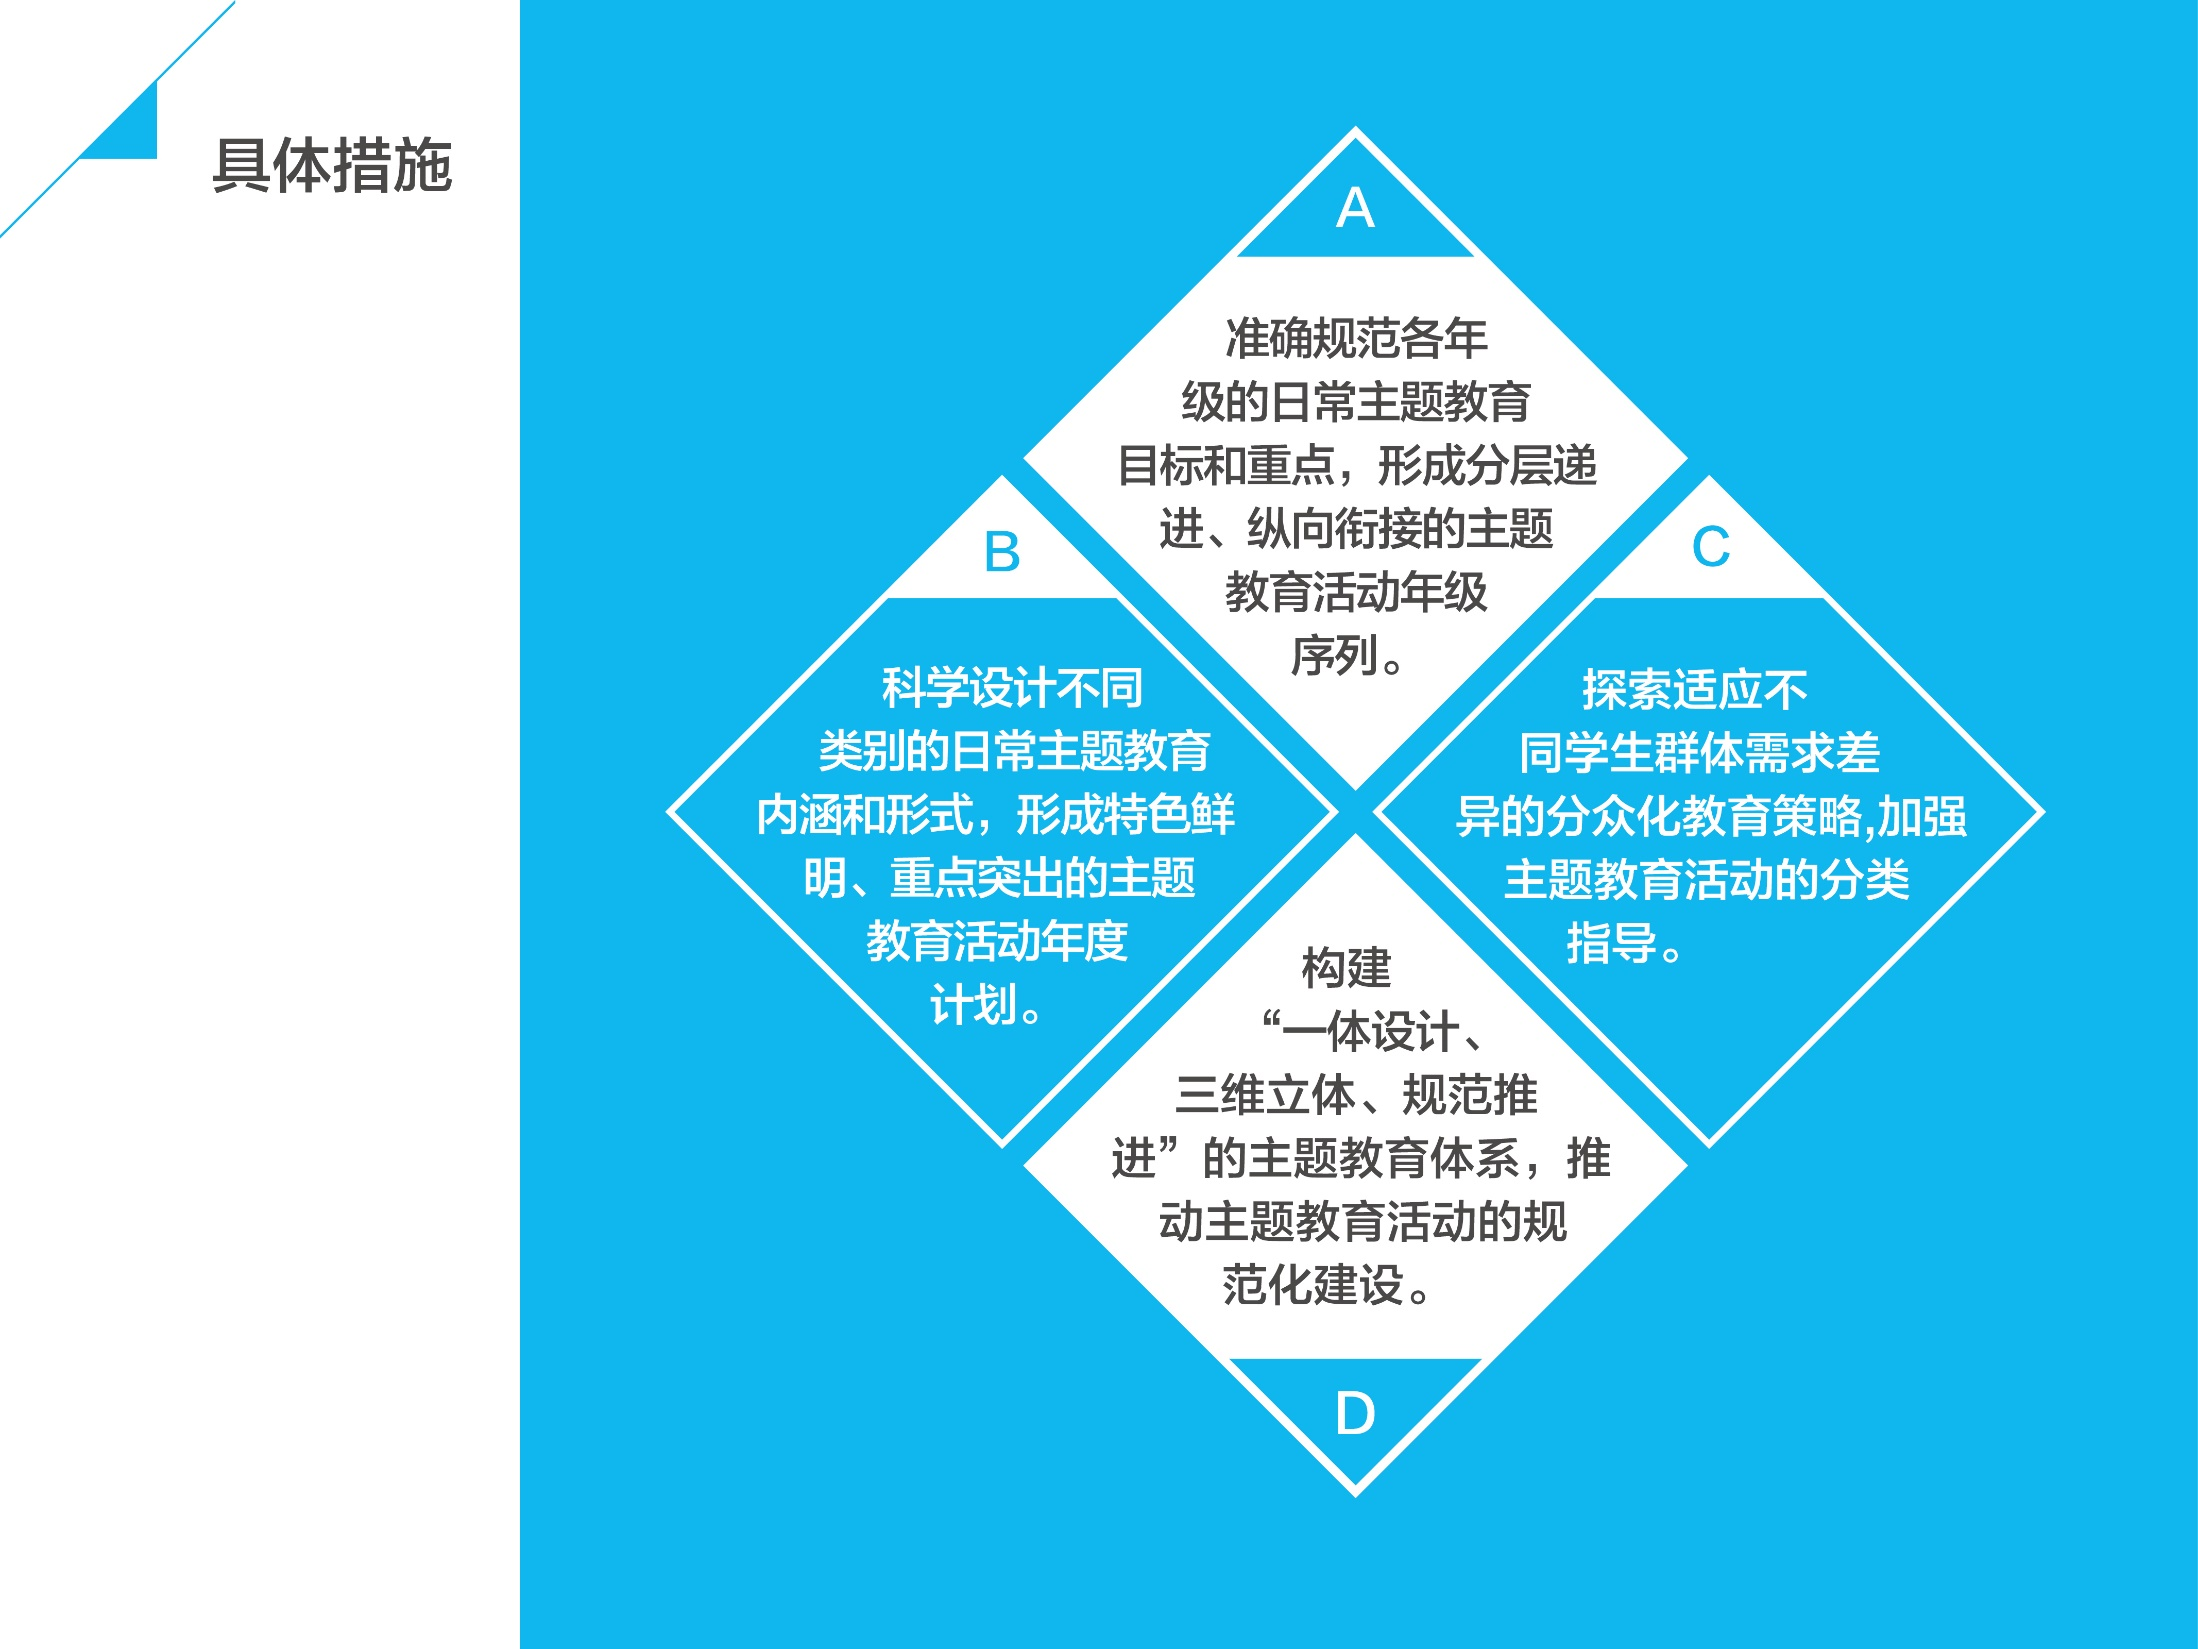 具体措施
A
准确规范各年
级的日常主题教育
目标和重点，形成分层递
进、纵向衔接的主题
教育活动年级
序列。
B
科学设计不同
类别的日常主题教育
内涵和形式，形成特色鲜
明、重点突出的主题
教育活动年度
计划。
C
探索适应不
同学生群体需求差
异的分众化教育策略,加强
主题教育活动的分类
指导。
构建
“一体设计、
三维立体、规范推
进”的主题教育体系，推
动主题教育活动的规
范化建设。
D